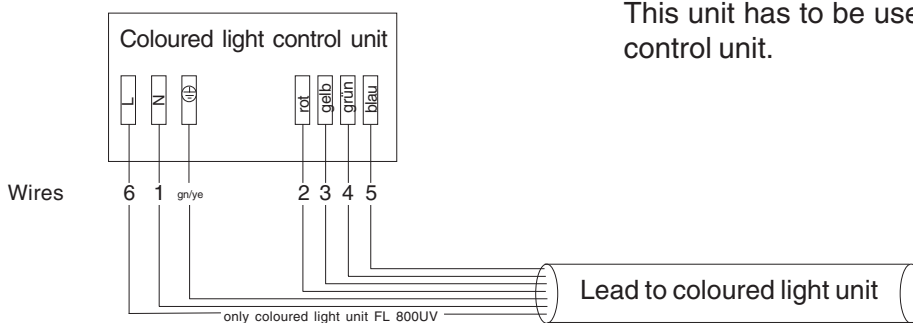 This unit has to be use
control unit.
Coloured light control unit
L N rot gelb grün blau
Wires 6 1 gn/ye 2 3 4 5
Lead to coloured light unit
only coloured light unit FL 800UV